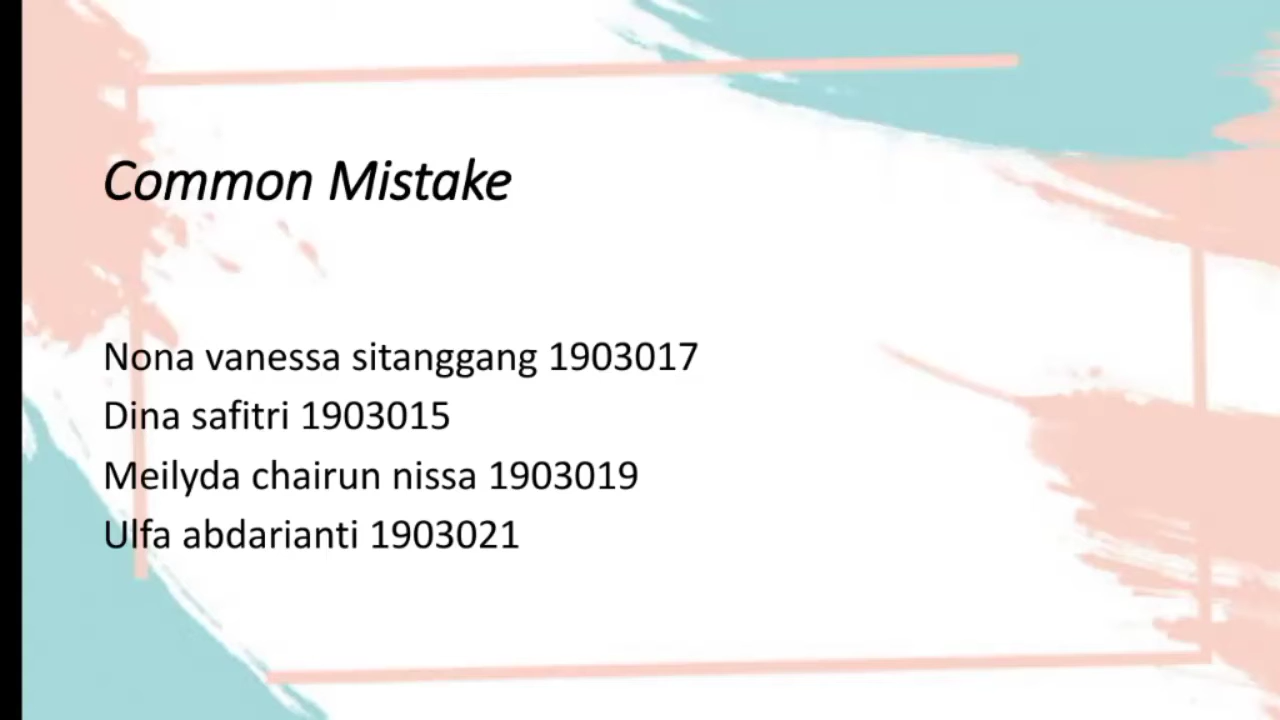 Common Mistake
Nona vanessa sitanggang 1903017
Dina safitri 1903015
Meilyda chairun nissa 1903019
Ulfa abdarianti 1903021